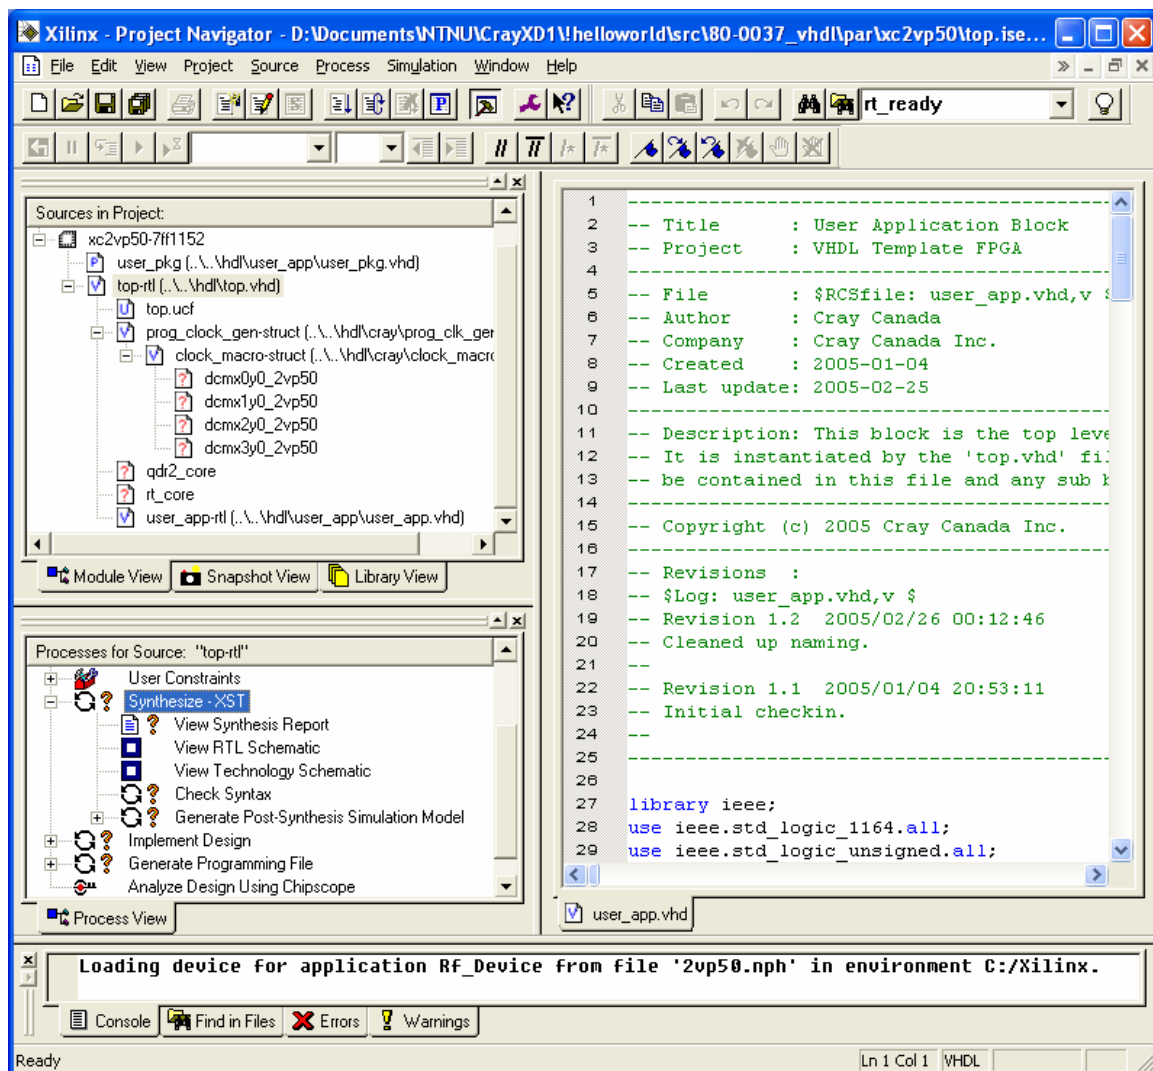 Xilinx - Project Navigator - D:\Documents\NTNU\CrayXD1\!helloworld\src\80-0037_vhdl\par\xc2vp50\top.ise...
File Edit View Project Source Process Simulation Window Help
rt_ready
Sources in Project:
xc2vp50-7ff1152
user_pkg (..\..\hdl\user_app\user_pkg.vhd)
top-rtl (..\..\hdl\top.vhd)
top.ucf
prog_clock_gen-struct (..\..\hdl\cray\prog_clk_ger
clock_macro-struct (..\..\hdl\cray\clock_macro
dcmx0y0_2vp50
dcmx1y0_2vp50
dcmx2y0_2vp50
dcmx3y0_2vp50
qdr2_core
rt_core
user_app-rtl (..\..\hdl\user_app\user_app.vhd)
Module View Snapshot View Library View
Processes for Source: "top-rtl"
User Constraints
Synthesize - XST
View Synthesis Report
View RTL Schematic
View Technology Schematic
Check Syntax
Generate Post-Synthesis Simulation Model
Implement Design
Generate Programming File
Analyze Design Using Chipscope
Process View
1 ------------------------------------------
2 -- Title : User Application Block
3 -- Project : VHDL Template FPGA
4 ------------------------------------------
5 -- File : $RCSfile: user_app.vhd,v $
6 -- Author : Cray Canada
7 -- Company : Cray Canada Inc.
8 -- Created : 2005-01-04
9 -- Last update: 2005-02-25
10 ------------------------------------------
11 -- Description: This block is the top leve
12 -- It is instantiated by the 'top.vhd' fil
13 -- be contained in this file and any sub b
14 ------------------------------------------
15 -- Copyright (c) 2005 Cray Canada Inc.
16 ------------------------------------------
17 -- Revisions :
18 -- $Log: user_app.vhd,v $
19 -- Revision 1.2 2005/02/26 00:12:46
20 -- Cleaned up naming.
21 --
22 -- Revision 1.1 2005/01/04 20:53:11
23 -- Initial checkin.
24 --
25 ------------------------------------------
26
27 library ieee;
28 use ieee.std_logic_1164.all;
29 use ieee.std_logic_unsigned.all;
user_app.vhd
Loading device for application Rf_Device from file '2vp50.nph' in environment C:/Xilinx.
Console Find in Files Errors Warnings
Ready Ln 1 Col 1 VHDL